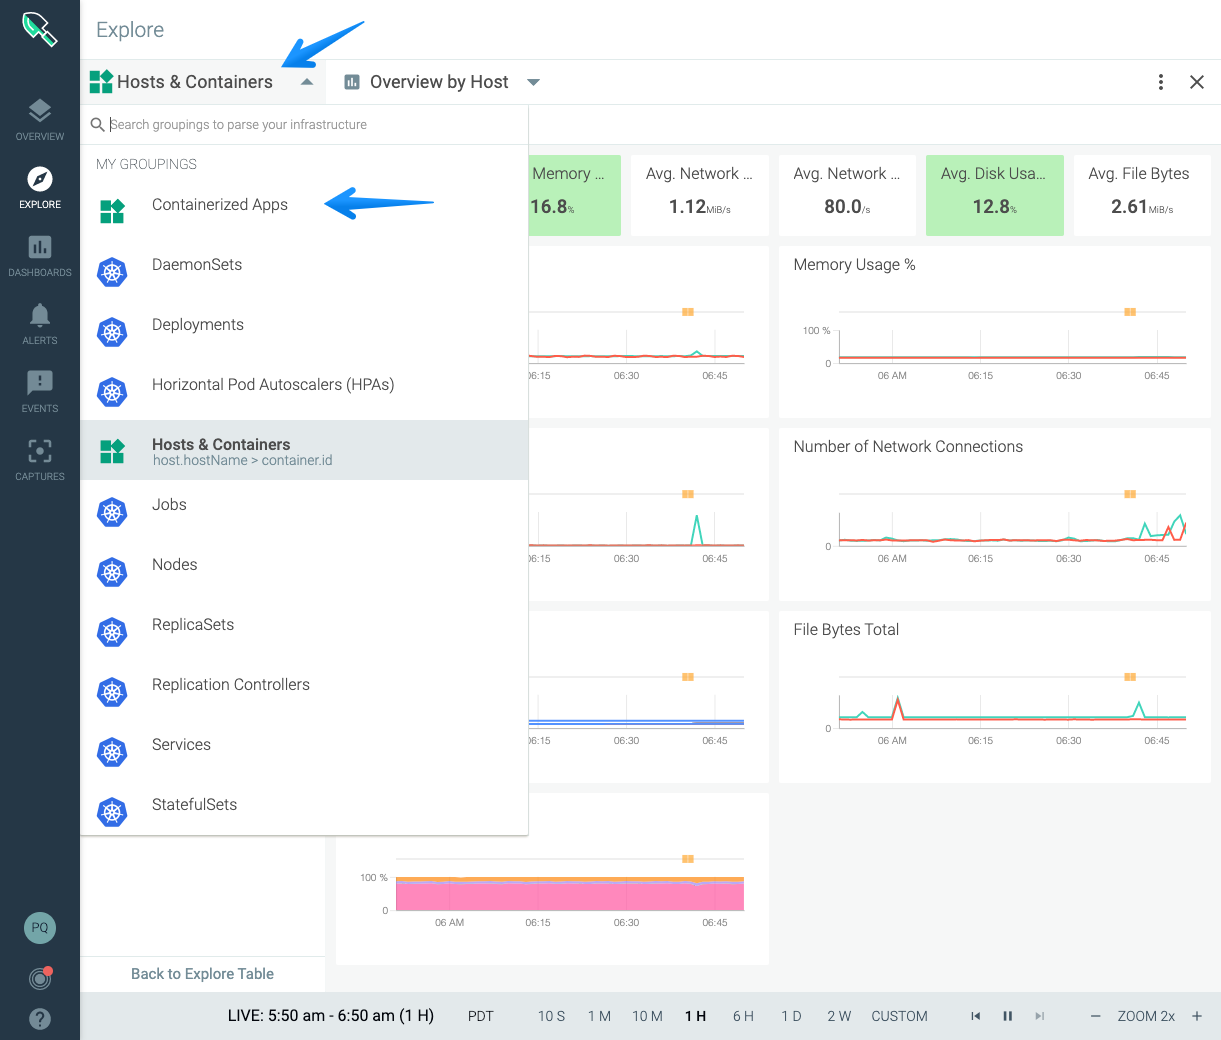 Explore
Hosts & Containers
Overview by Host
Search groupings to parse your infrastructure
MY GROUPINGS
Containerized Apps
DaemonSets
Deployments
Horizontal Pod Autoscalers (HPAs)
Hosts & Containers
host.hostName > container.id
Jobs
Nodes
ReplicaSets
Replication Controllers
Services
StatefulSets
OVERVIEW
EXPLORE
DASHBOARDS
ALERTS
EVENTS
CAPTURES
PQ
Memory ...
16.8%
Avg. Network ...
1.12MiB/s
Avg. Network ...
80.0/s
Avg. Disk Usa...
12.8%
Avg. File Bytes
2.61MiB/s
06:15 06:30 06:45
Memory Usage %
100 %
0
06 AM 06:15 06:30 06:45
06:15 06:30 06:45
Number of Network Connections
0
06 AM 06:15 06:30 06:45
06:15 06:30 06:45
File Bytes Total
0
06 AM 06:15 06:30 06:45
100 %
0
06 AM 06:15 06:30 06:45
Back to Explore Table
LIVE: 5:50 am - 6:50 am (1 H) PDT 10 S 1 M 10 M 1 H 6 H 1 D 2 W CUSTOM ZOOM 2x